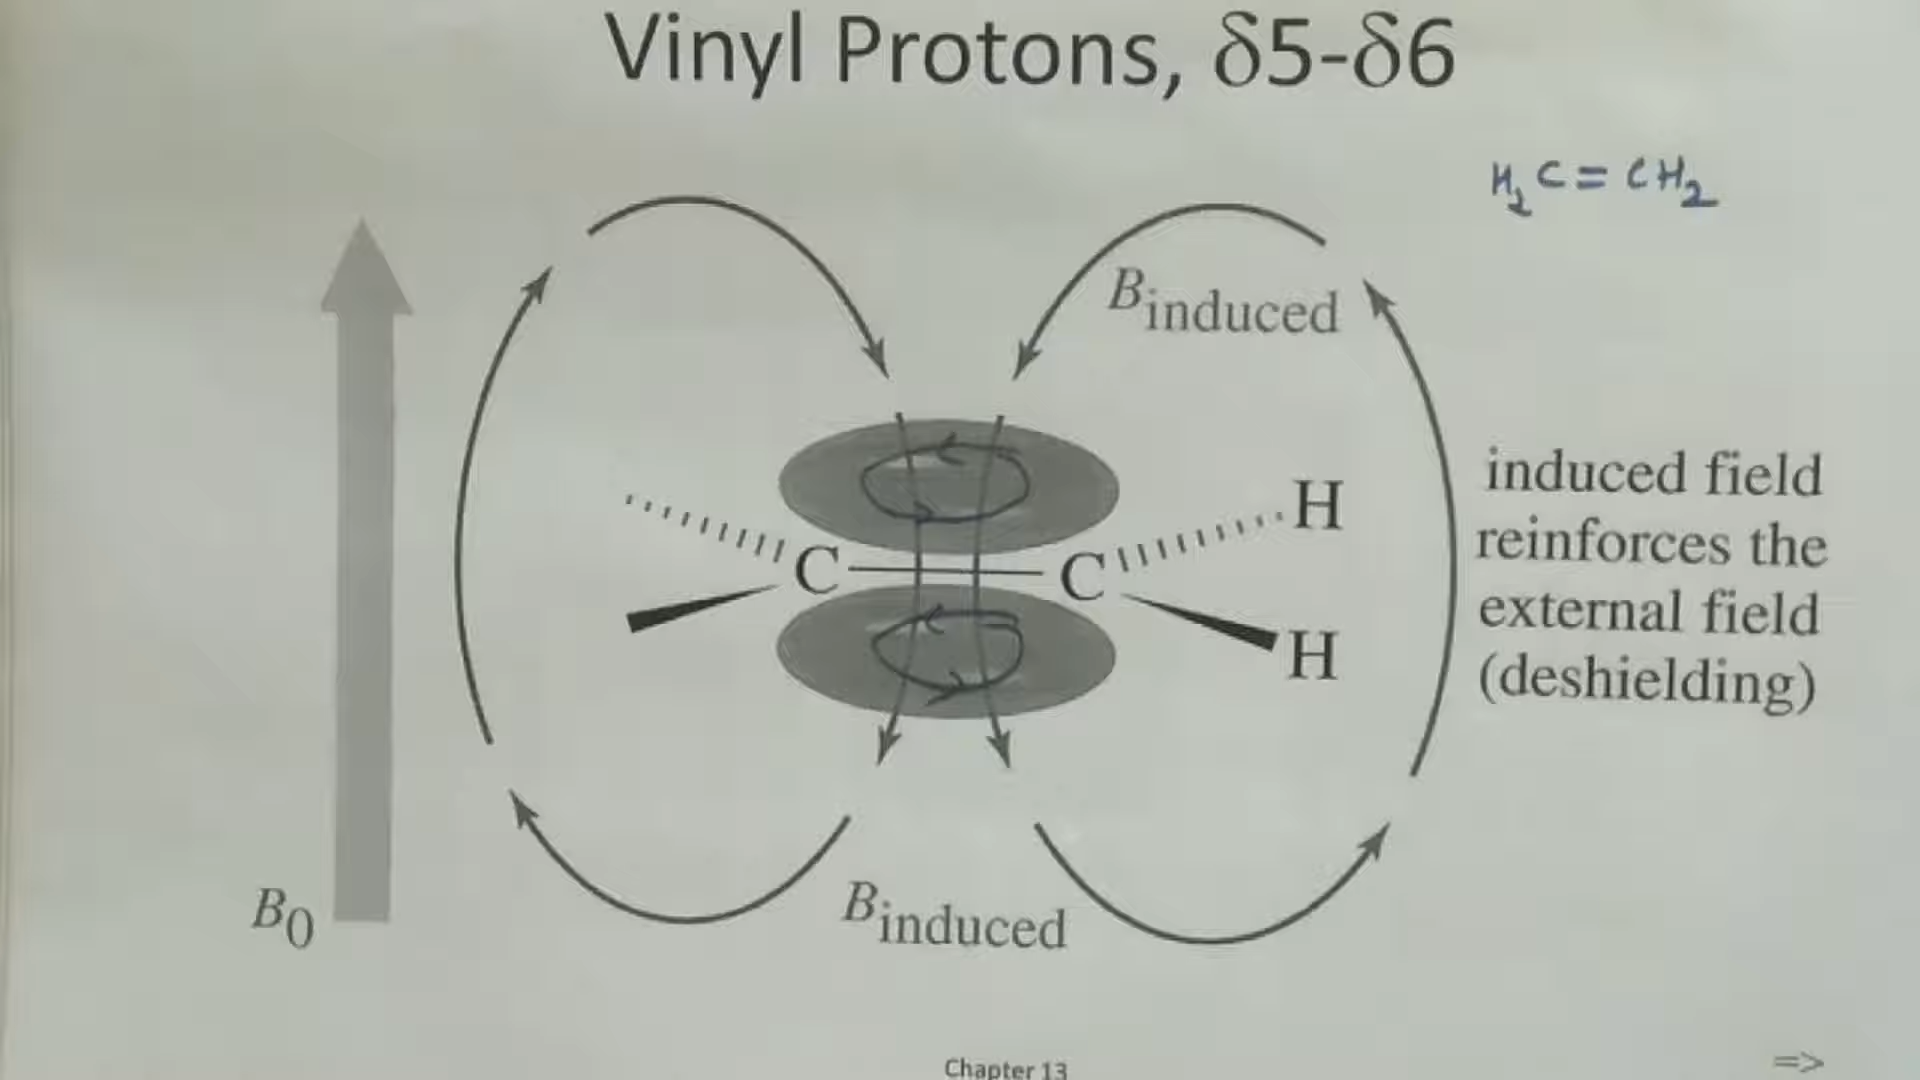 Vinyl Protons, δ5-δ6
H₂C=CH₂
Binduced
induced field
reinforces the
external field
(deshielding)
H
C C
H
B0
Binduced
Chapter 13
=>